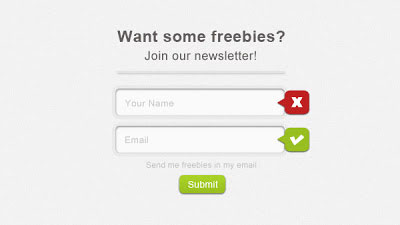 Want some freebies?
Join our newsletter!
Your Name
Email
Send me freebies in my email
Submit